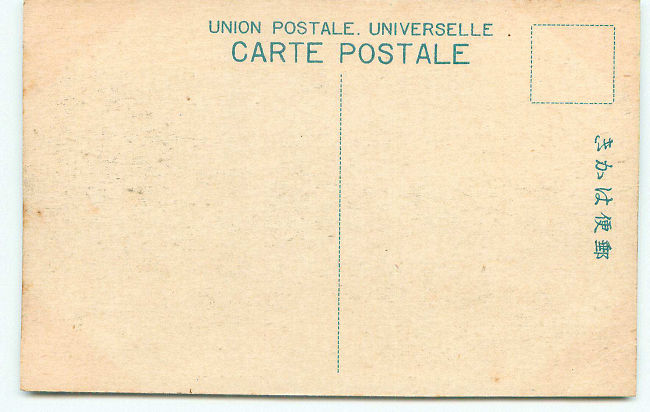 UNION POSTALE. UNIVERSELLE
CARTE POSTALE
郵便はかき